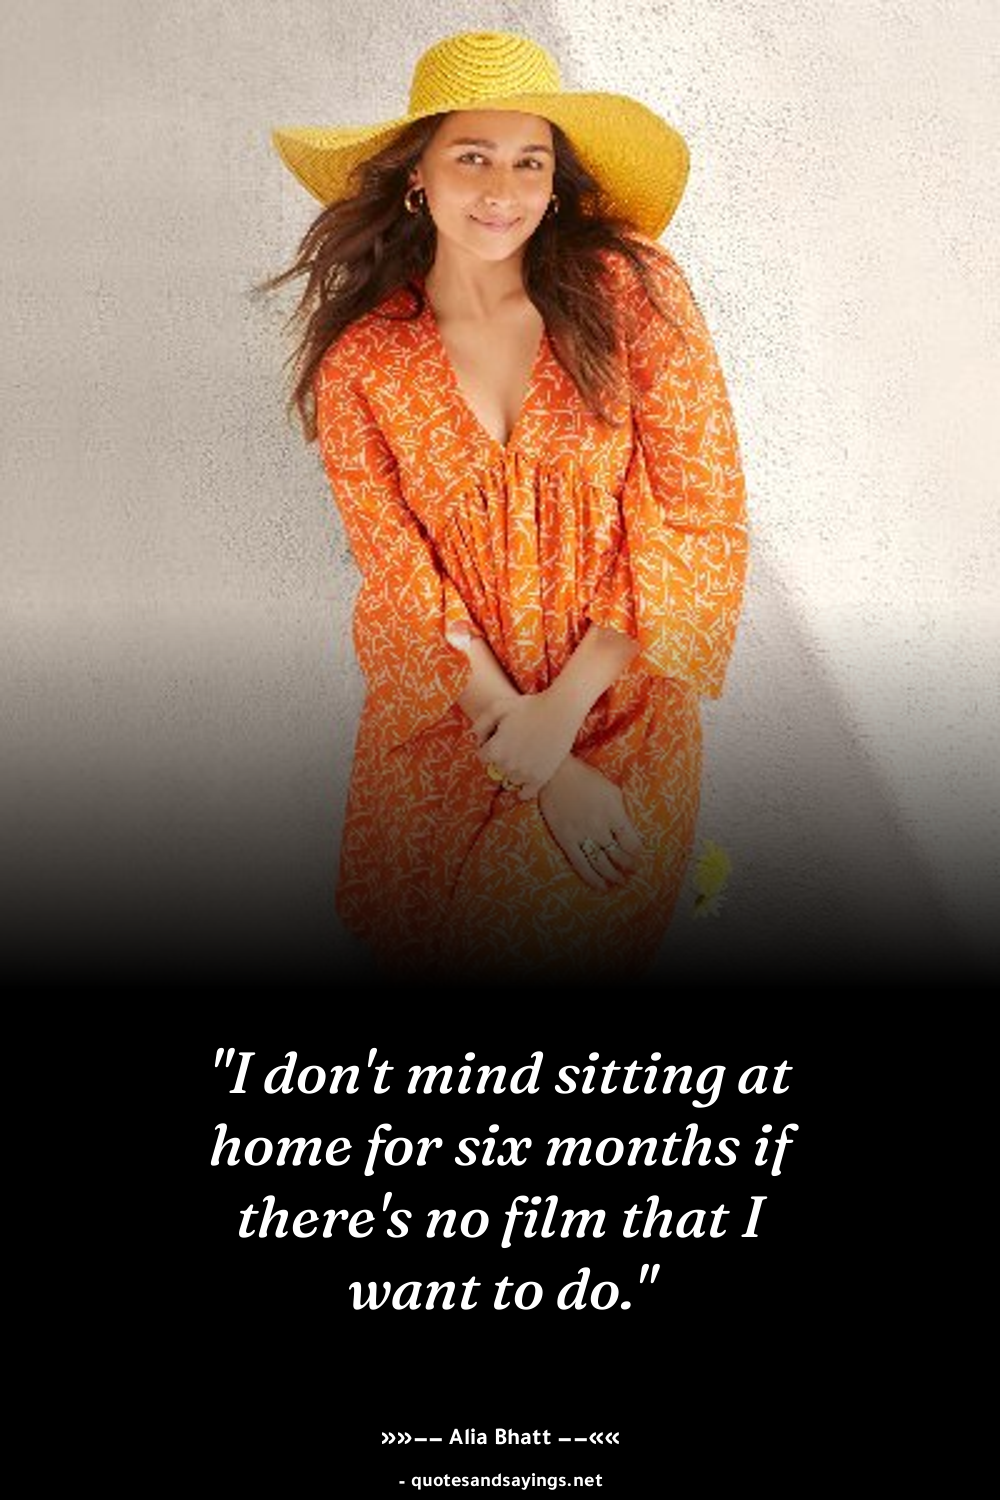 "I don't mind sitting at
home for six months if
there's no film that I
want to do."
»»−− Alia Bhatt −−««
- quotesandsayings.net